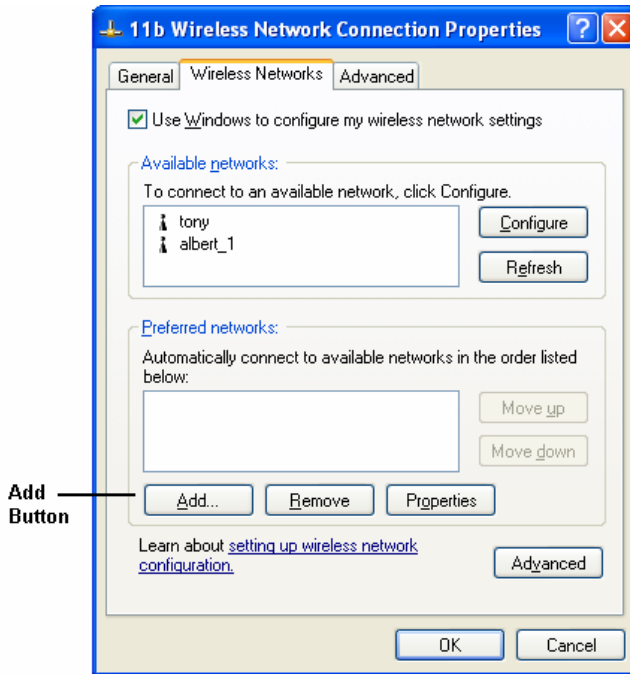 11b Wireless Network Connection Properties
General Wireless Networks Advanced
Use Windows to configure my wireless network settings
Available networks:
To connect to an available network, click Configure.
tony
albert_1
Configure
Refresh
Preferred networks:
Automatically connect to available networks in the order listed
below:
Move up
Move down
Add
Button
Add... Remove Properties
Learn about setting up wireless network
configuration.
Advanced
OK Cancel